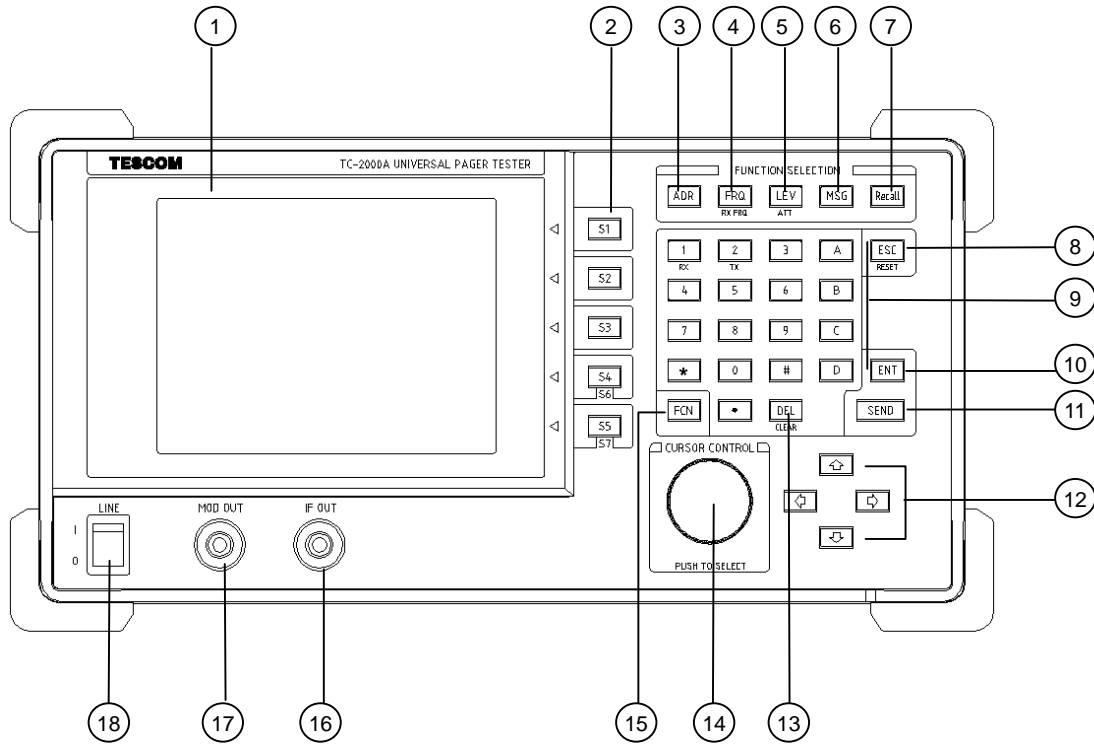 1 2 3 4 5 6 7
TESCOM TC-2000A UNIVERSAL PAGER TESTER
FUNCTION SELECTION
ADR FRQ LEV MSG Recall
RX FRQ ATT
S1
S2
S3
S4
S6
S5
S7
1 2 3 A ESC
RX TX RESET
4 5 6 B
7 8 9 C
* 0 # D ENT
FCN • DEL SEND
CLEAR
8
9
10
11
12
CURSOR CONTROL
PUSH TO SELECT
LINE MOD OUT IF OUT
I
O
18 17 16 15 14 13